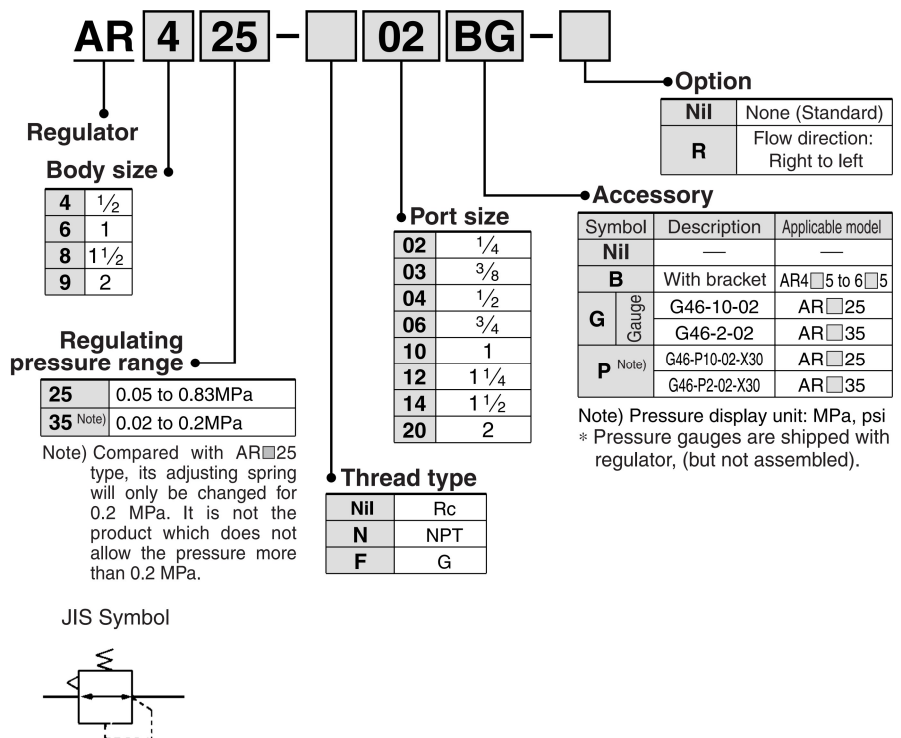 AR 4 25 – □ 02 BG – □
Option
Nil None (Standard)
R Flow direction:
Right to left
Regulator
Body size
4 1/2
6 1
8 1 1/2
9 2
Accessory
Symbol Description Applicable model
Nil — —
B With bracket AR4□5 to 6□5
G Gauge G46-10-02 AR□25
G46-2-02 AR□35
P Note) G46-P10-02-X30 AR□25
G46-P2-02-X30 AR□35
Note) Pressure display unit: MPa, psi
* Pressure gauges are shipped with
regulator, (but not assembled).
Port size
02 1/4
03 3/8
04 1/2
06 3/4
10 1
12 1 1/4
14 1 1/2
20 2
Regulating
pressure range
25 0.05 to 0.83MPa
35 Note) 0.02 to 0.2MPa
Note) Compared with AR□25
type, its adjusting spring
will only be changed for
0.2 MPa. It is not the
product which does not
allow the pressure more
than 0.2 MPa.
Thread type
Nil Rc
N NPT
F G
JIS Symbol